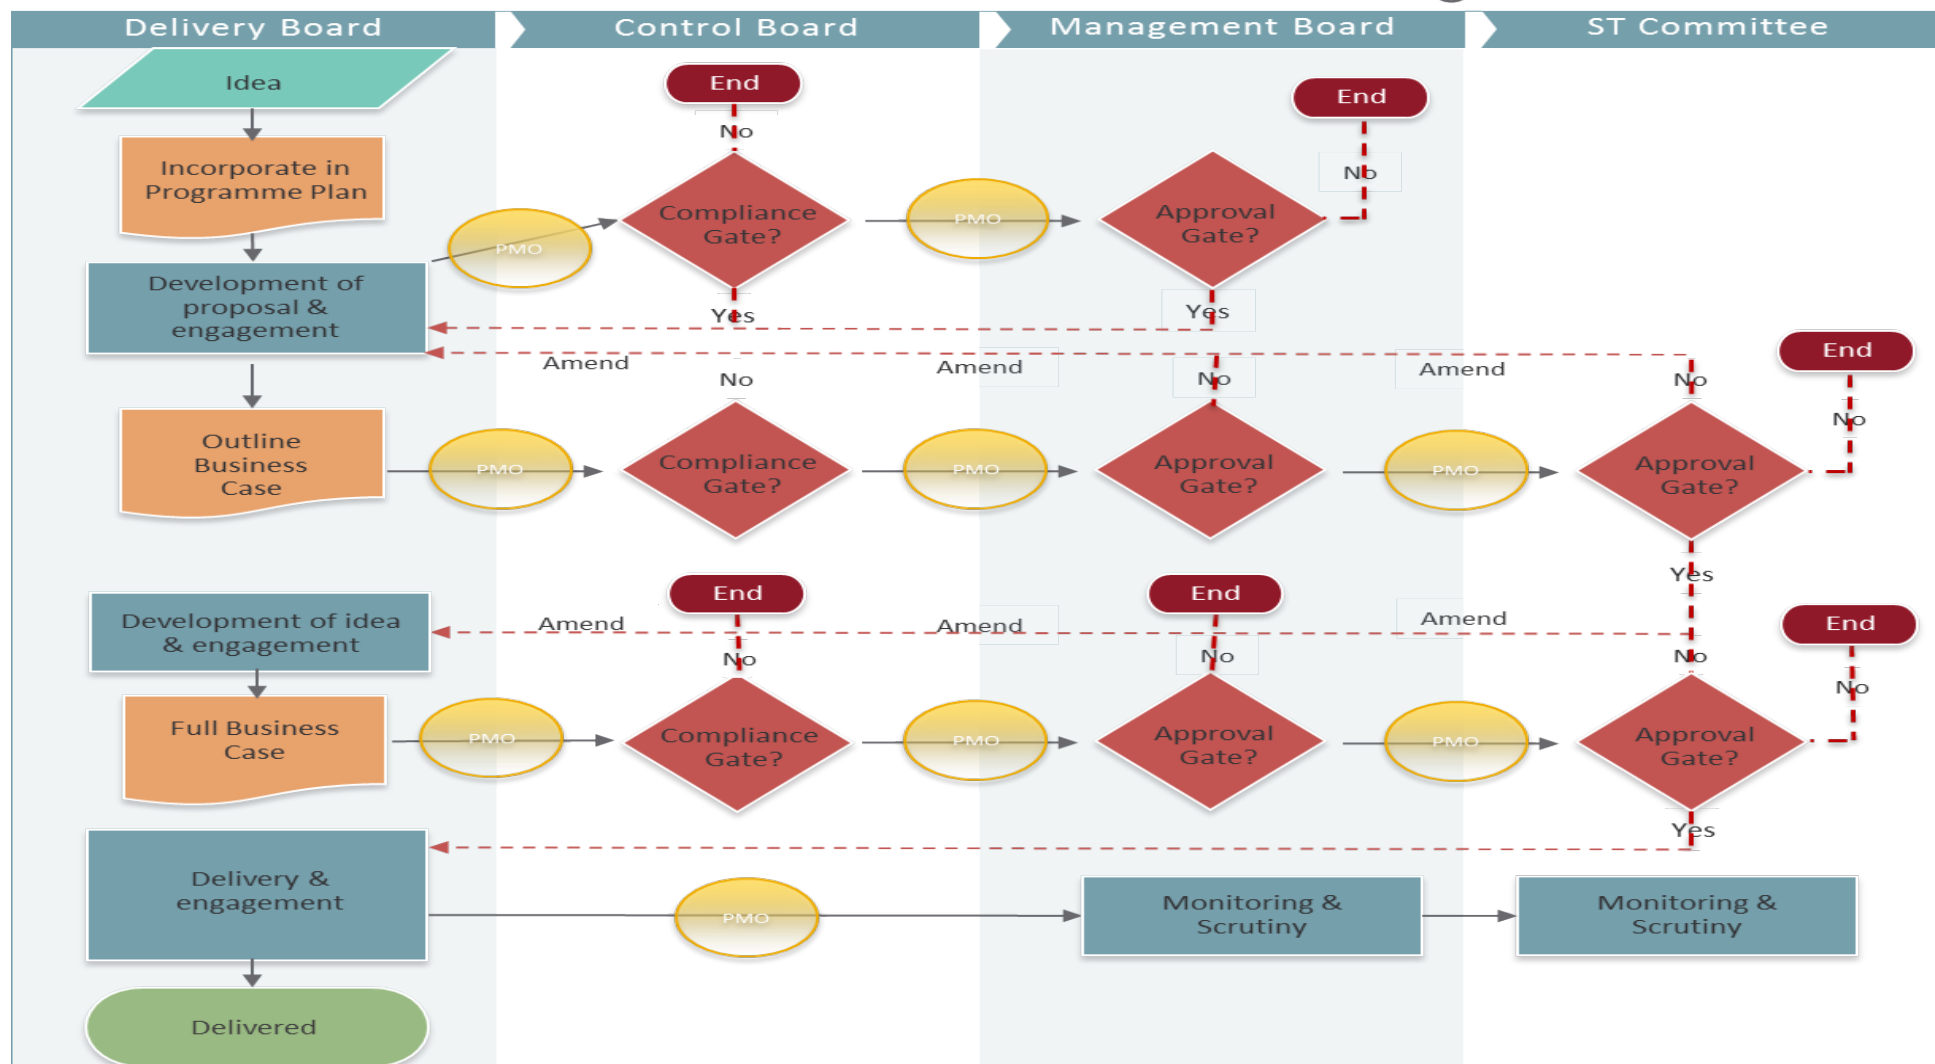 Delivery Board
Control Board
Management Board
ST Committee
Idea
End
End
No
Incorporate in
Programme Plan
No
Compliance
Gate?
PMO
PMO
Approval
Gate?
Development of
proposal &
engagement
Yes
Yes
Amend
Amend
Amend
End
No
No
No
No
Outline
Business
Case
PMO
Compliance
Gate?
PMO
Approval
Gate?
PMO
Approval
Gate?
Yes
End
End
End
Development of idea
& engagement
Amend
Amend
Amend
No
No
No
No
Full Business
Case
PMO
Compliance
Gate?
PMO
Approval
Gate?
PMO
Approval
Gate?
Yes
Delivery &
engagement
PMO
Monitoring &
Scrutiny
Monitoring &
Scrutiny
Delivered